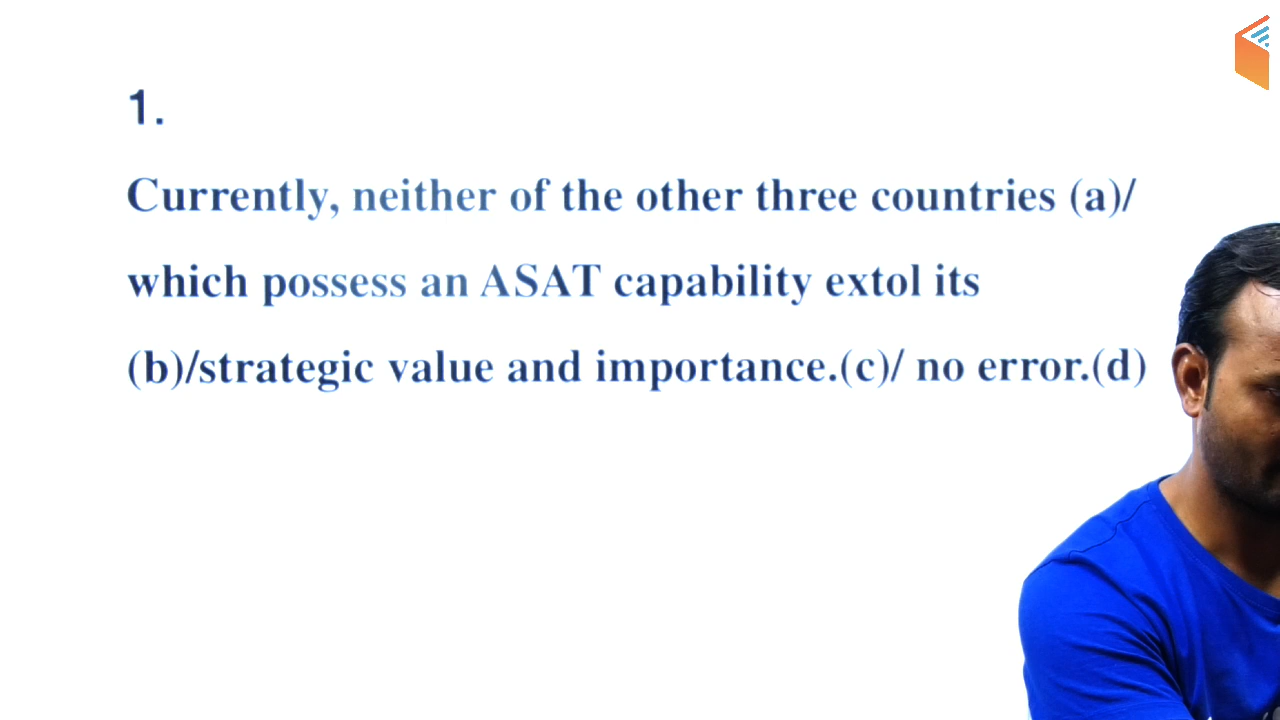 1.
Currently, neither of the other three countries (a)/
which possess an ASAT capability extol its
(b)/strategic value and importance.(c)/ no error.(d)